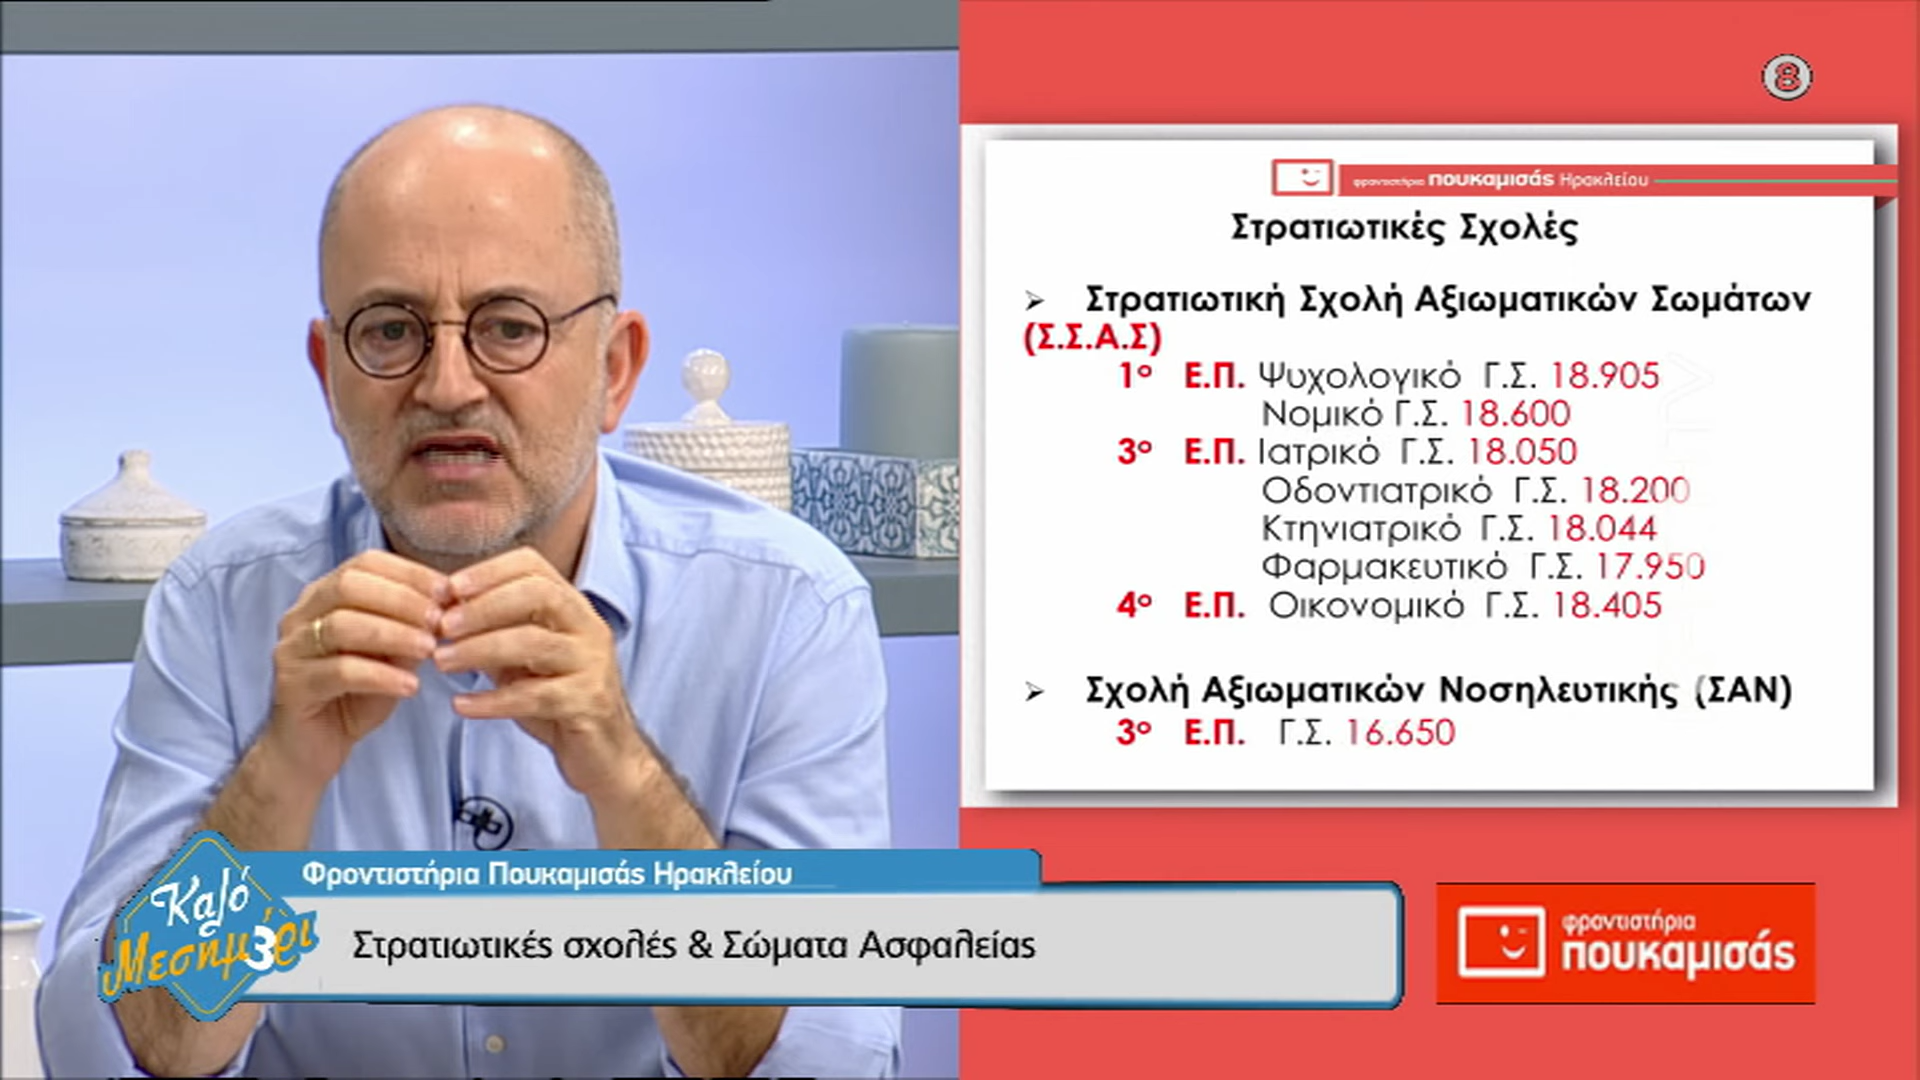 8
φροντιστήρια πουκαμισάς Ηρακλείου
Στρατιωτικές Σχολές
➢ Στρατιωτική Σχολή Αξιωματικών Σωμάτων
(Σ.Σ.Α.Σ)
1ο Ε.Π. Ψυχολογικό Γ.Σ. 18.905
Νομικό Γ.Σ. 18.600
3ο Ε.Π. Ιατρικό Γ.Σ. 18.050
Οδοντιατρικό Γ.Σ. 18.200
Κτηνιατρικό Γ.Σ. 18.044
Φαρμακευτικό Γ.Σ. 17.950
4ο Ε.Π. Οικονομικό Γ.Σ. 18.405
➢ Σχολή Αξιωματικών Νοσηλευτικής (ΣΑΝ)
3ο Ε.Π. Γ.Σ. 16.650
Φροντιστήρια Πουκαμισάς Ηρακλείου
Καλό
Μεσημ3ρι
Στρατιωτικές σχολές & Σώματα Ασφαλείας
φροντιστήρια
πουκαμισάς